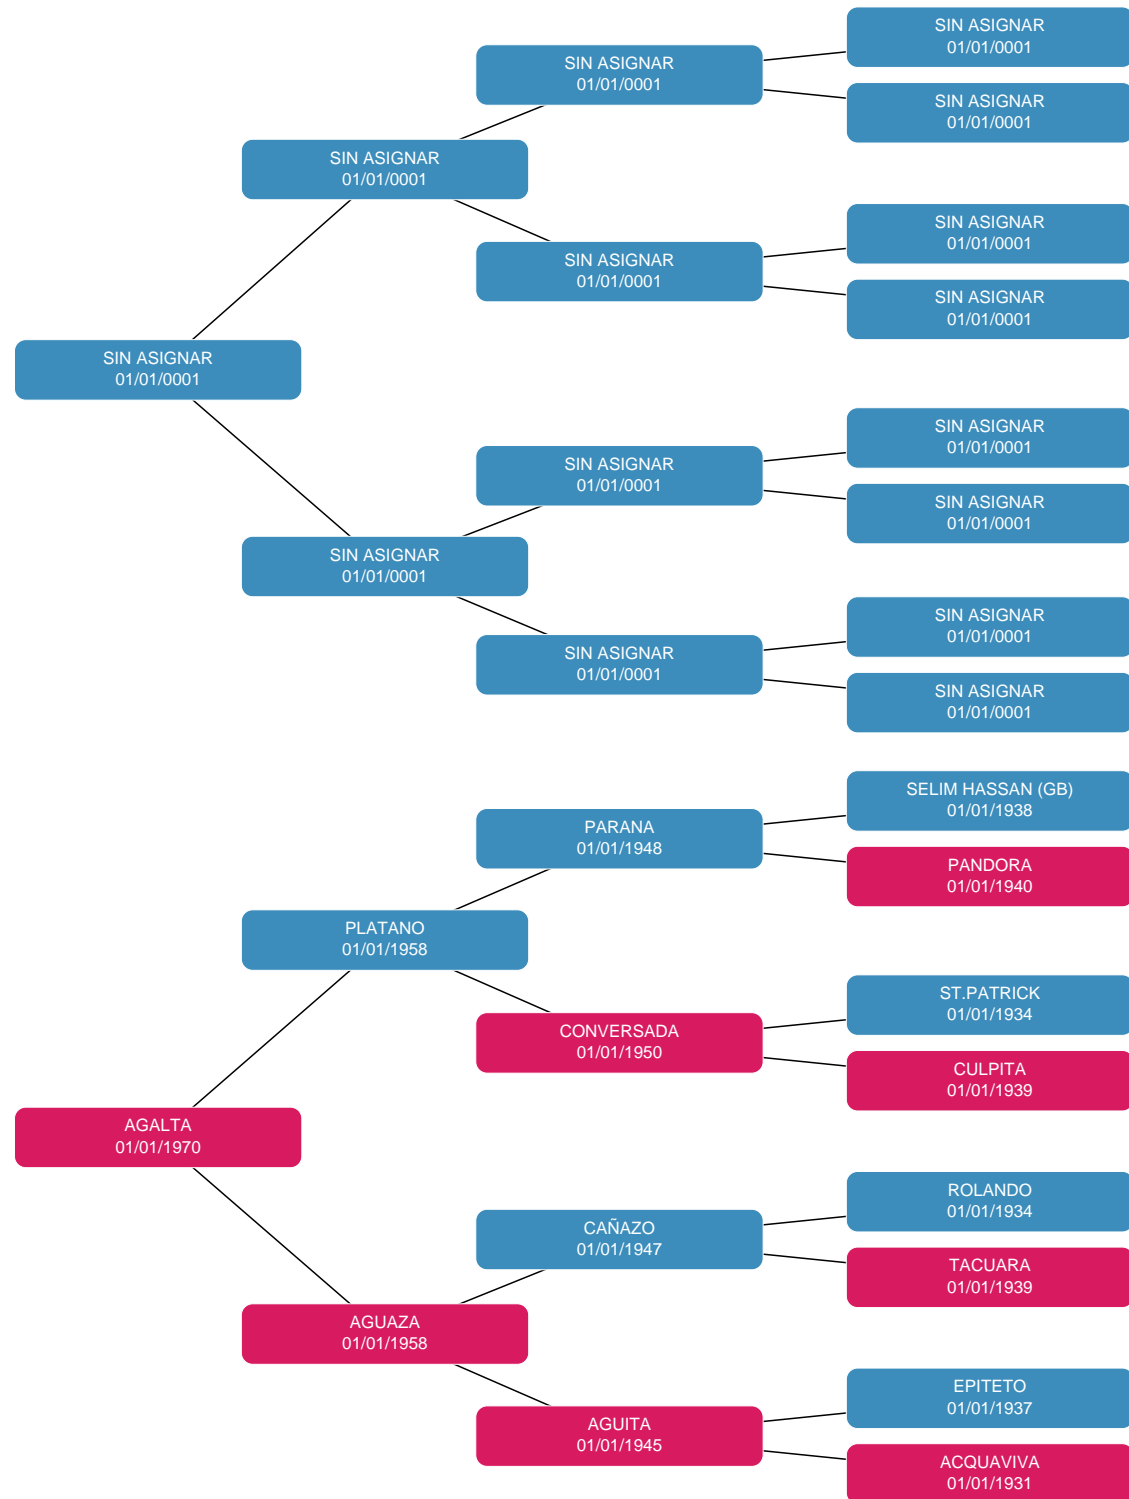 SIN ASIGNAR
01/01/0001
SIN ASIGNAR
01/01/0001
SIN ASIGNAR
01/01/0001
SIN ASIGNAR
01/01/0001
SIN ASIGNAR
01/01/0001
SIN ASIGNAR
01/01/0001
SIN ASIGNAR
01/01/0001
SIN ASIGNAR
01/01/0001
SIN ASIGNAR
01/01/0001
SIN ASIGNAR
01/01/0001
SIN ASIGNAR
01/01/0001
SIN ASIGNAR
01/01/0001
SIN ASIGNAR
01/01/0001
SIN ASIGNAR
01/01/0001
SIN ASIGNAR
01/01/0001
SELIM HASSAN (GB)
01/01/1938
PARANA
01/01/1948
PANDORA
01/01/1940
PLATANO
01/01/1958
ST.PATRICK
01/01/1934
CONVERSADA
01/01/1950
CULPITA
01/01/1939
AGALTA
01/01/1970
ROLANDO
01/01/1934
CAÑAZO
01/01/1947
TACUARA
01/01/1939
AGUAZA
01/01/1958
EPITETO
01/01/1937
AGUITA
01/01/1945
ACQUAVIVA
01/01/1931